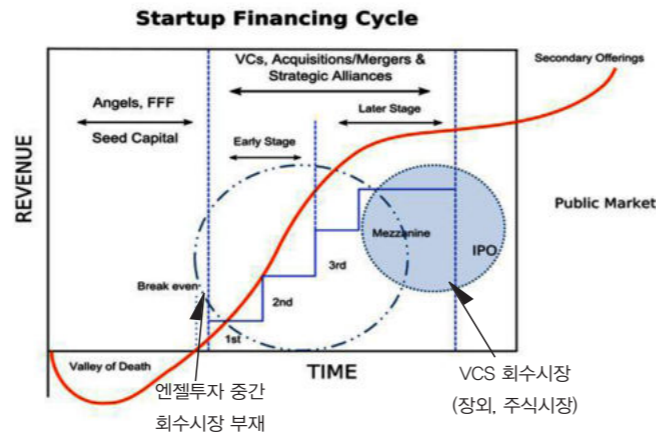 Startup Financing Cycle
VCs, Acquisitions/Mergers &
Strategic Alliances
Secondary Offerings
Angels, FFF
Seed Capital
Later Stage
Early Stage
REVENUE
Public Market
Mezzanine
IPO
3rd
Break even
2nd
1st
Valley of Death
TIME
엔젤투자 중간
회수시장 부재
VCS 회수시장
(장외, 주식시장)